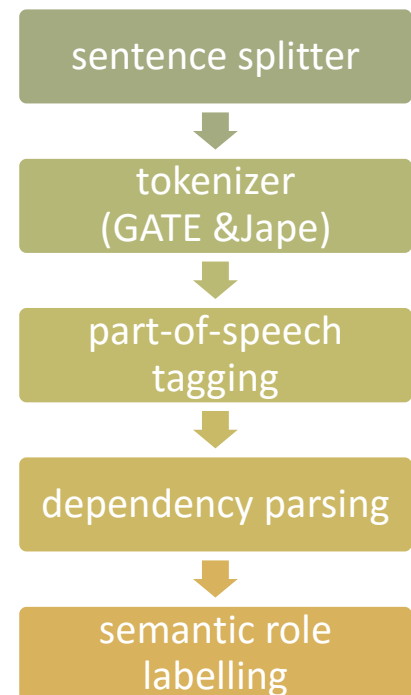 sentence splitter
tokenizer
(GATE &Jape)
part-of-speech
tagging
dependency parsing
semantic role
labelling